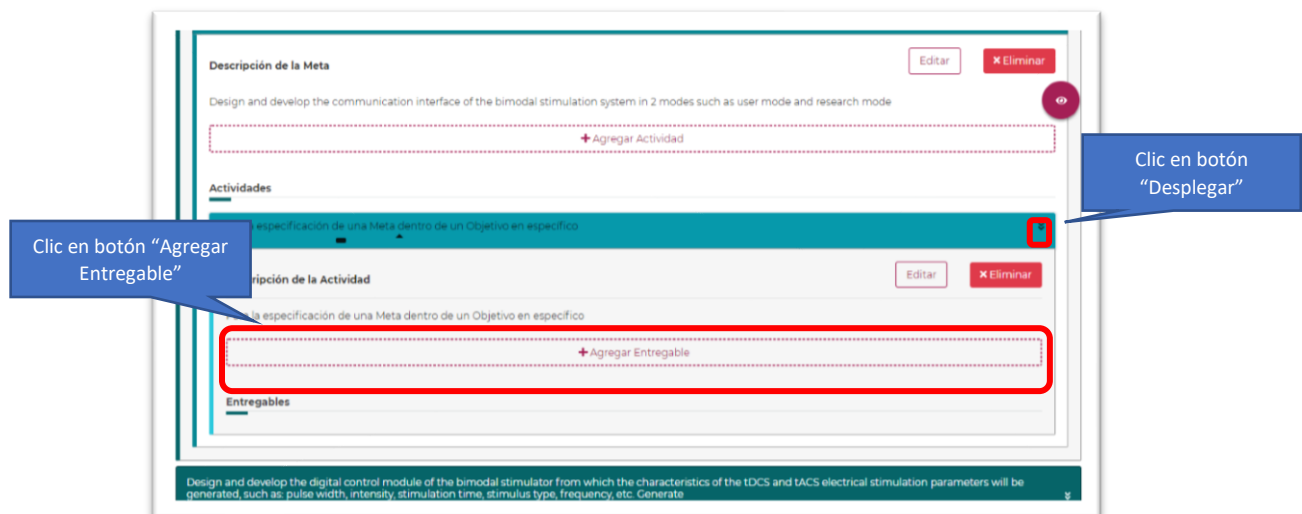 Descripción de la Meta
Editar
Eliminar
Design and develop the communication interface of the bimodal stimulation system in 2 modes such as user mode and research mode
Agregar Actividad
Clic en botón
“Desplegar”
Actividades
especificación de una Meta dentro de un Objetivo en específico
Clic en botón “Agregar
Entregable”
ripción de la Actividad
Editar
Eliminar
la especificación de una Meta dentro de un Objetivo en específico
Agregar Entregable
Entregables
Design and develop the digital control module of the bimodal stimulator from which the characteristics of the tDCS and tACS electrical stimulation parameters will be
generated, such as: pulse width, intensity, stimulation time, stimulus type, frequency, etc. Generate